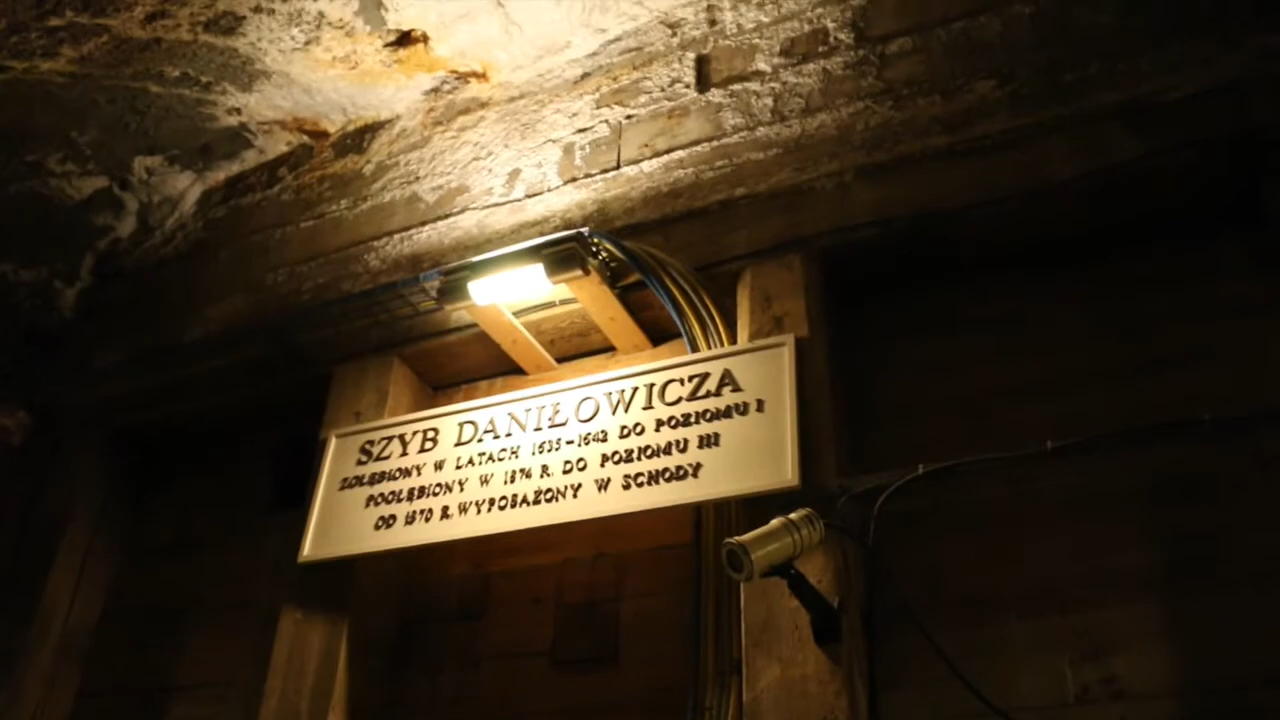 SZYB DANIŁOWICZA
ZGŁĘBIONY W LATACH 1635-1642 DO POZIOMU I
POGŁĘBIONY W 1874 R. DO POZIOMU III
OD 1870 R. WYPOSAŻONY W SCHODY